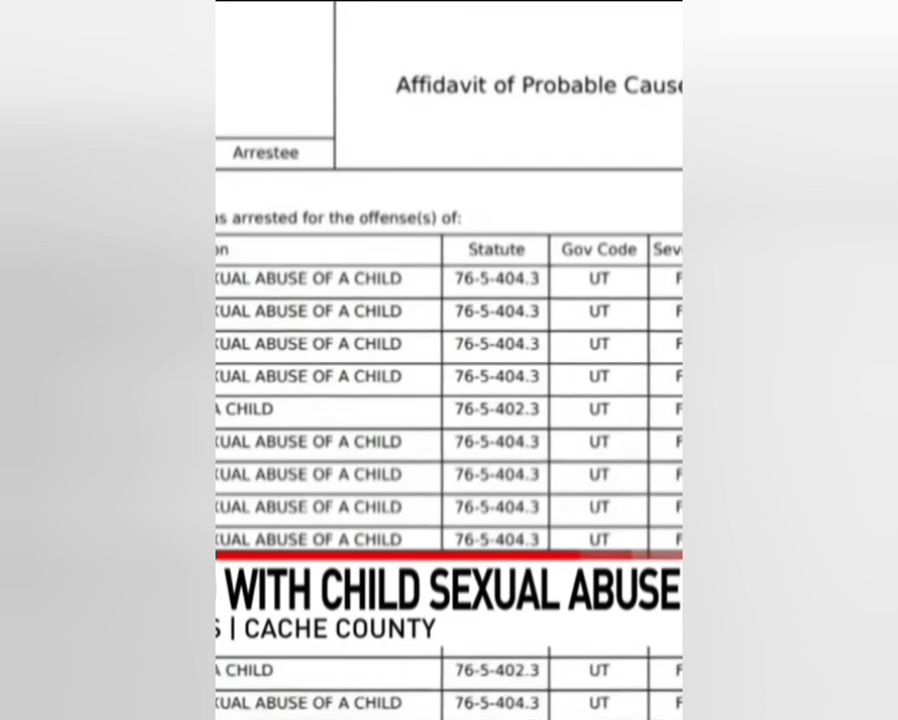 Affidavit of Probable Cause
Arrestee
s arrested for the offense(s) of:
on Statute Gov Code Sev
XUAL ABUSE OF A CHILD 76-5-404.3 UT F
XUAL ABUSE OF A CHILD 76-5-404.3 UT F
XUAL ABUSE OF A CHILD 76-5-404.3 UT F
XUAL ABUSE OF A CHILD 76-5-404.3 UT F
A CHILD 76-5-402.3 UT F
XUAL ABUSE OF A CHILD 76-5-404.3 UT F
XUAL ABUSE OF A CHILD 76-5-404.3 UT F
XUAL ABUSE OF A CHILD 76-5-404.3 UT F
XUAL ABUSE OF A CHILD 76-5-404.3 UT F
WITH CHILD SEXUAL ABUSE
S | CACHE COUNTY
A CHILD 76-5-402.3 UT F
XUAL ABUSE OF A CHILD 76-5-404.3 UT F